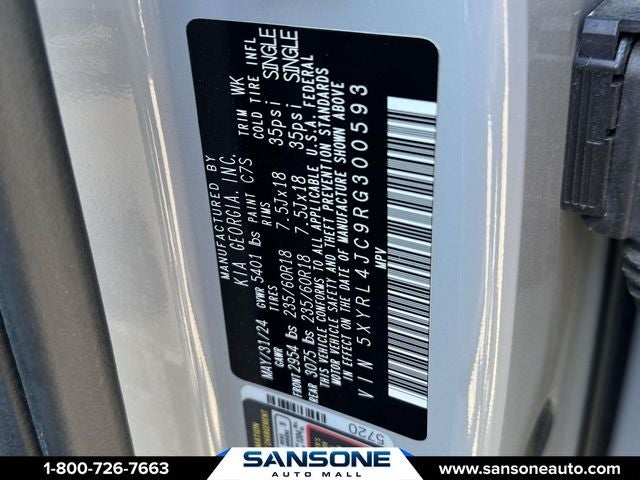 MANUFACTURED BY
KIA GEORGIA, INC.
MAY/31/24 GVWR 5401 lbs PAINT C7S TRIM WK
GAWR TIRES RIMS COLD TIRE INFL
FRONT 2954 lbs 235/60R18 7.5Jx18 35psi SINGLE
REAR 3075 lbs 235/60R18 7.5Jx18 35psi SINGLE
THIS VEHICLE CONFORMS TO ALL APPLICABLE U.S.A. FEDERAL
MOTOR VEHICLE SAFETY AND THEFT PREVENTION STANDARDS
IN EFFECT ON THE DATE OF MANUFACTURE SHOWN ABOVE
MPV
VIN 5XYRL4JC9RG300593
5720
1-800-726-7663
SANSONE
AUTO MALL
www.sansoneauto.com